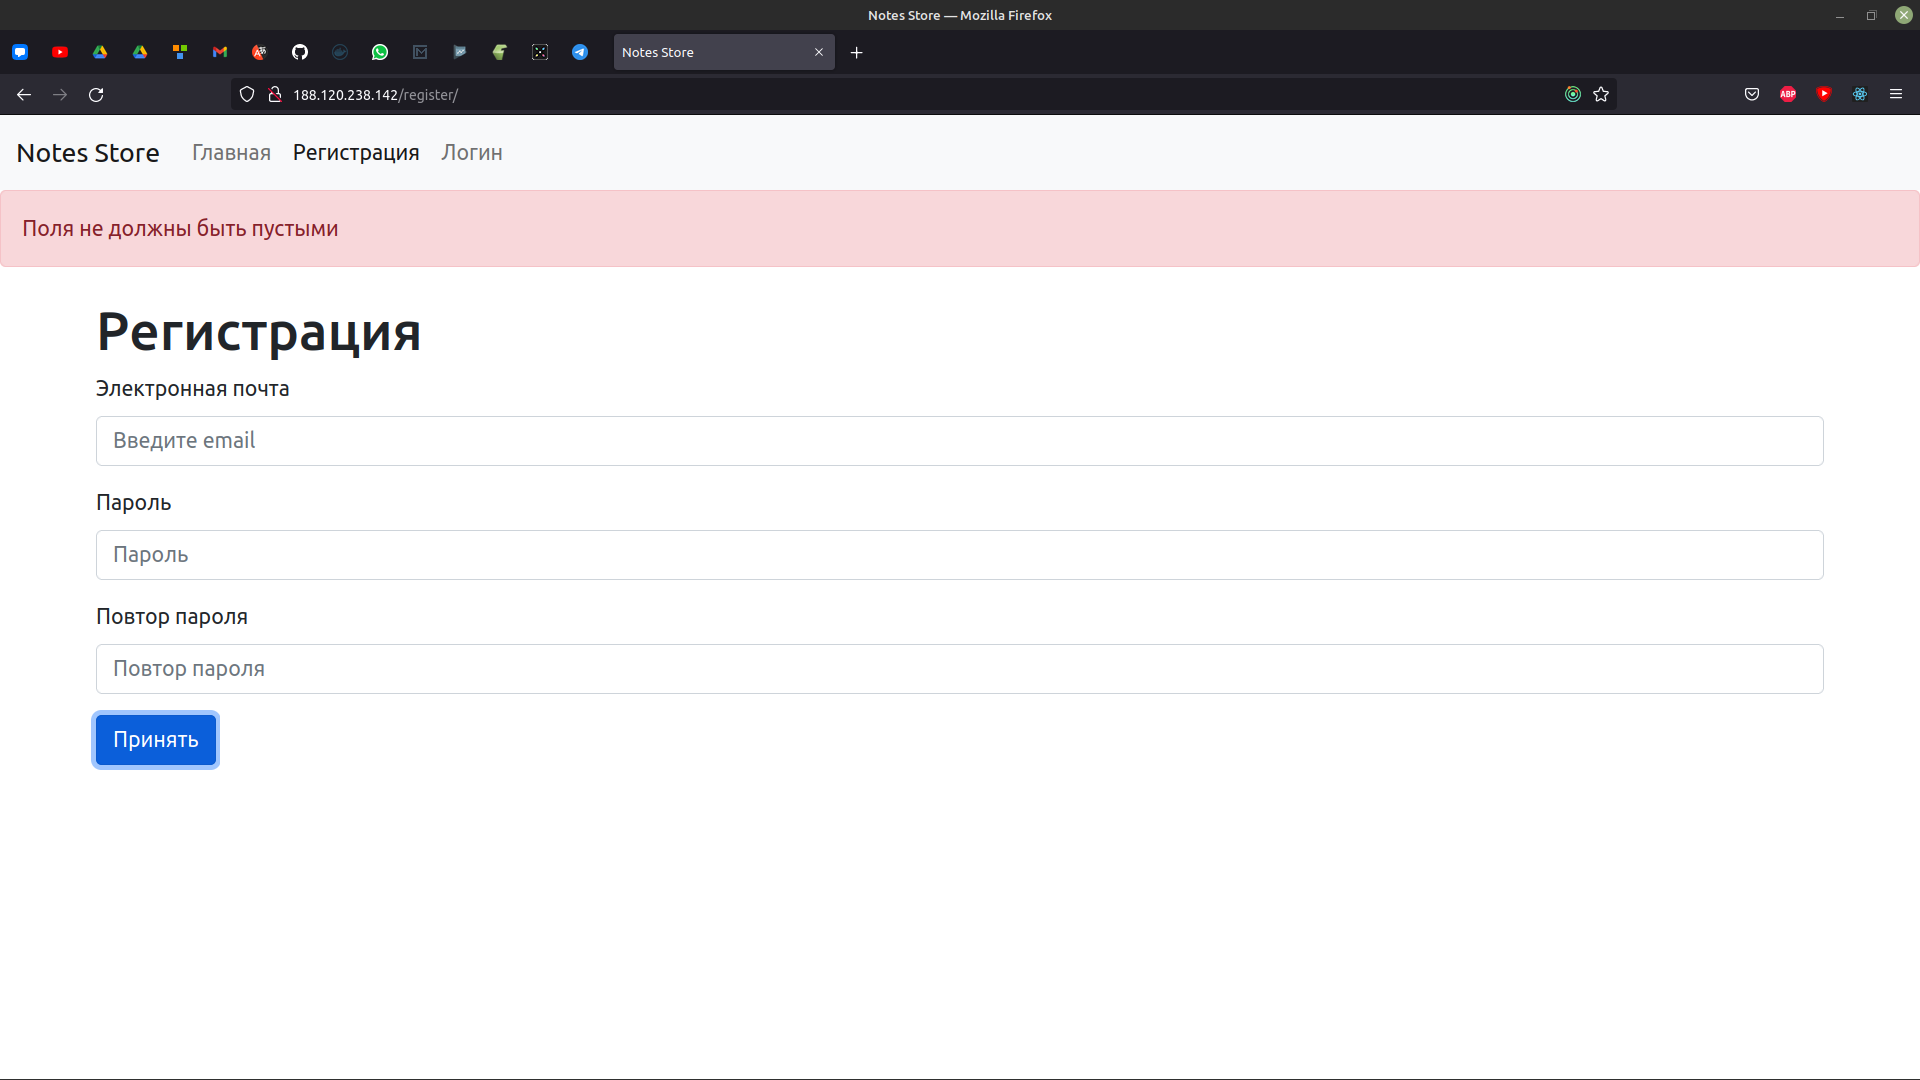 Notes Store — Mozilla Firefox
Notes Store
188.120.238.142/register/
ABP
Notes Store Главная Регистрация Логин
Поля не должны быть пустыми
Регистрация
Электронная почта
Введите email
Пароль
Пароль
Повтор пароля
Повтор пароля
Принять